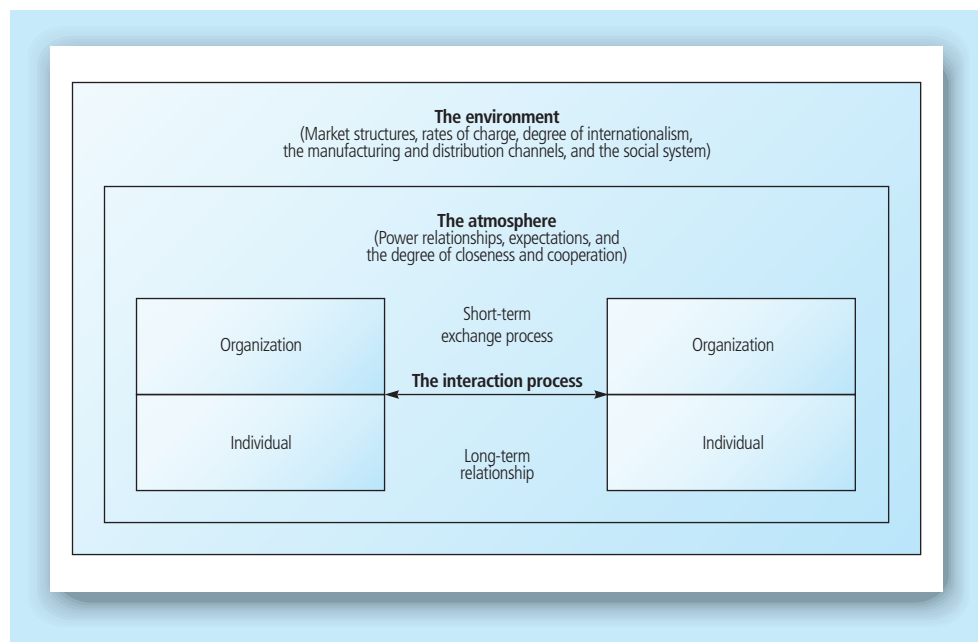 The environment
(Market structures, rates of charge, degree of internationalism,
the manufacturing and distribution channels, and the social system)
The atmosphere
(Power relationships, expectations, and
the degree of closeness and cooperation)
Organization
Individual
Short-term
exchange process
The interaction process
Long-term
relationship
Organization
Individual